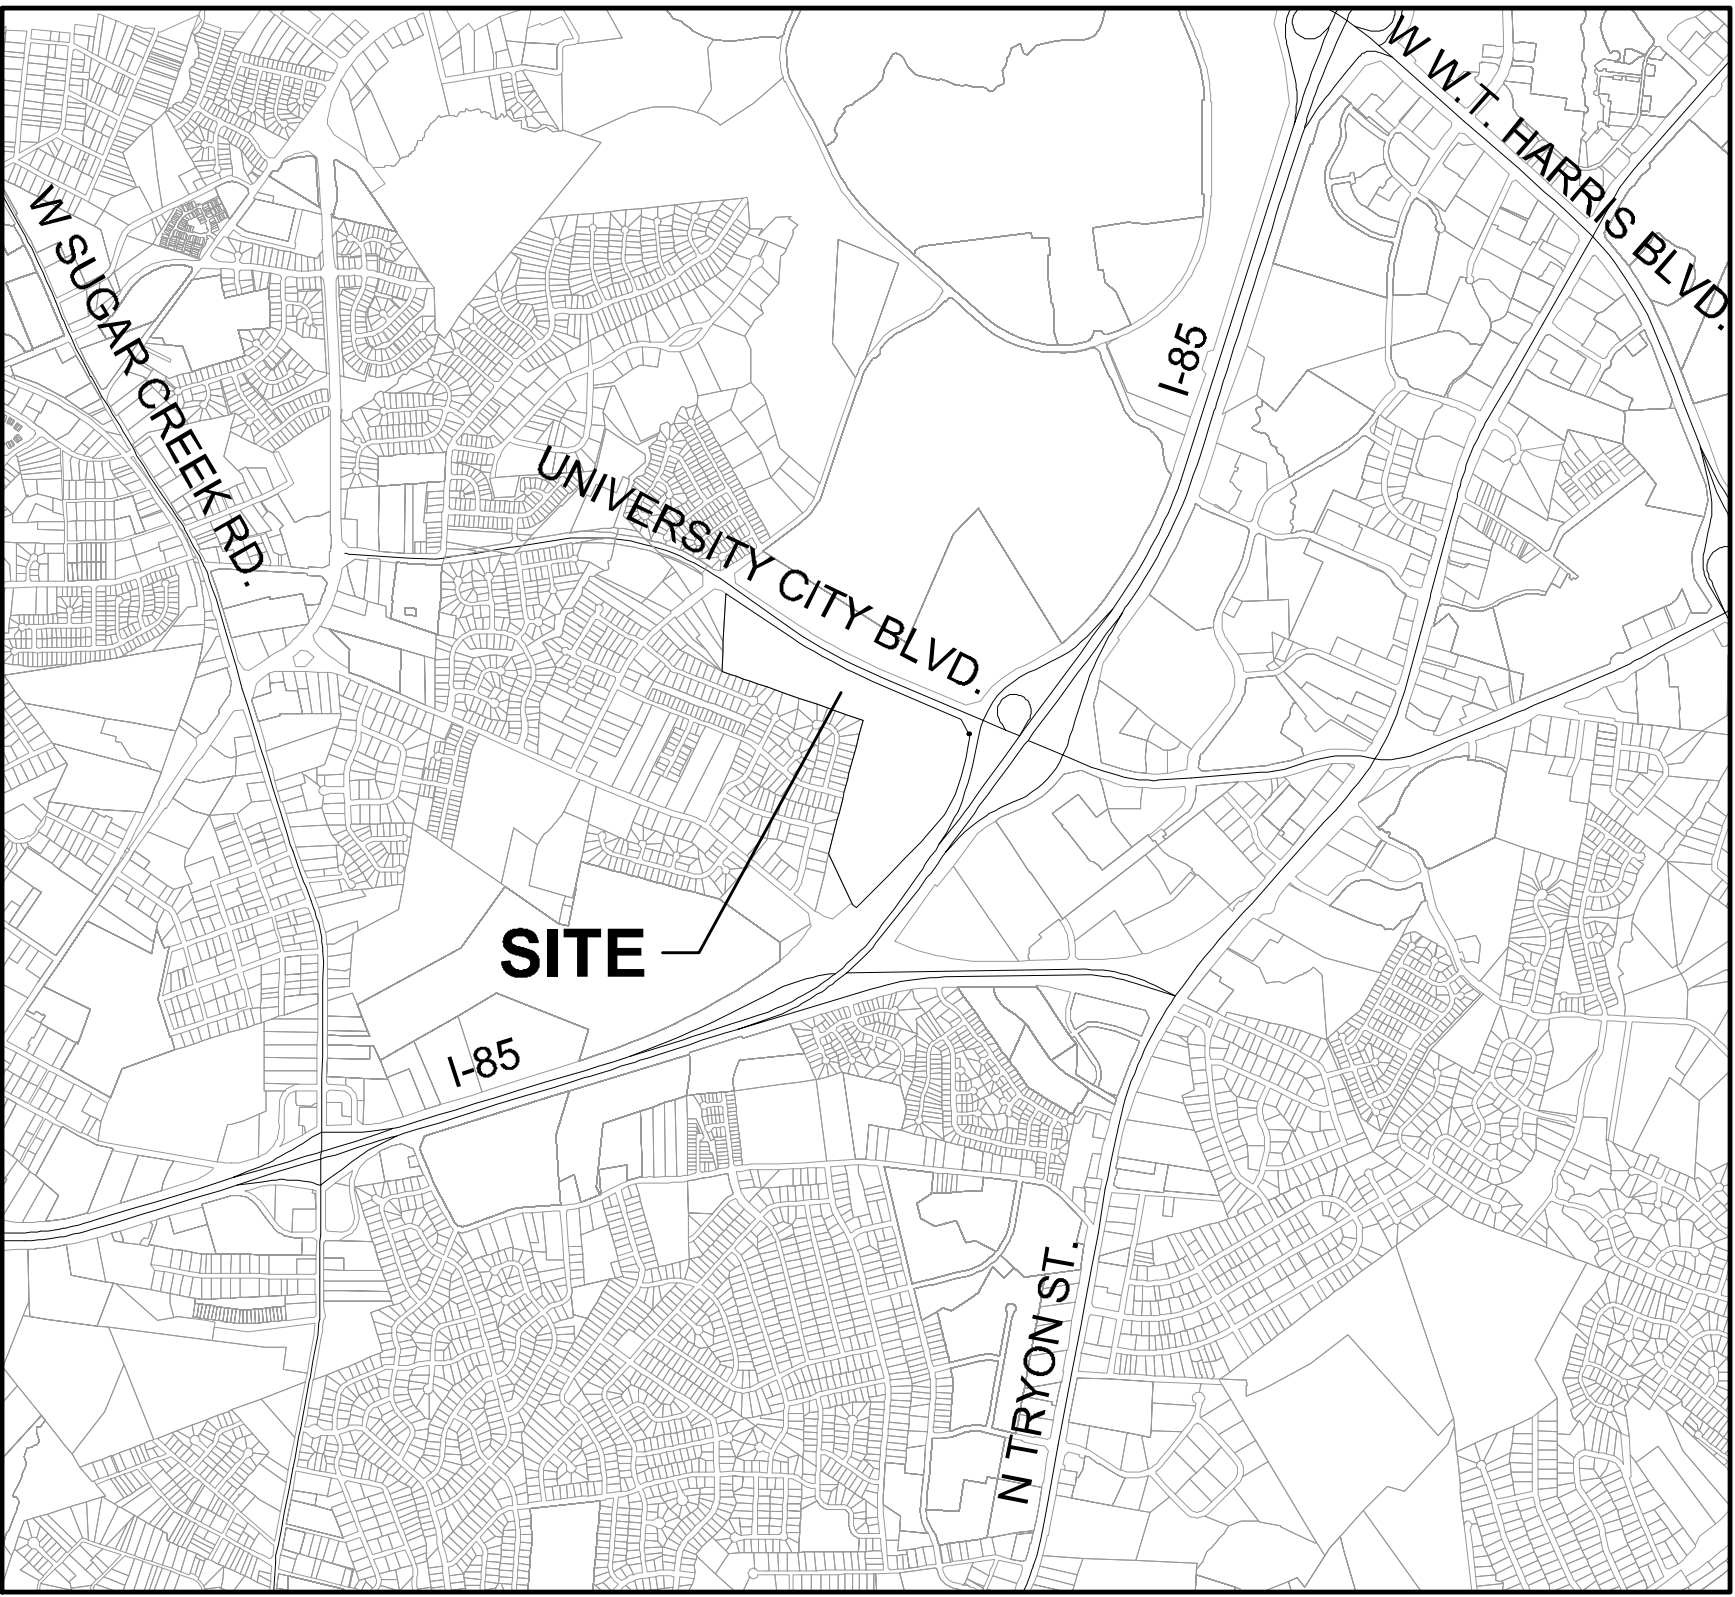 W W.T. HARRIS BLVD.
W SUGAR CREEK RD.
I-85
UNIVERSITY CITY BLVD.
SITE
I-85
N TRYON ST.